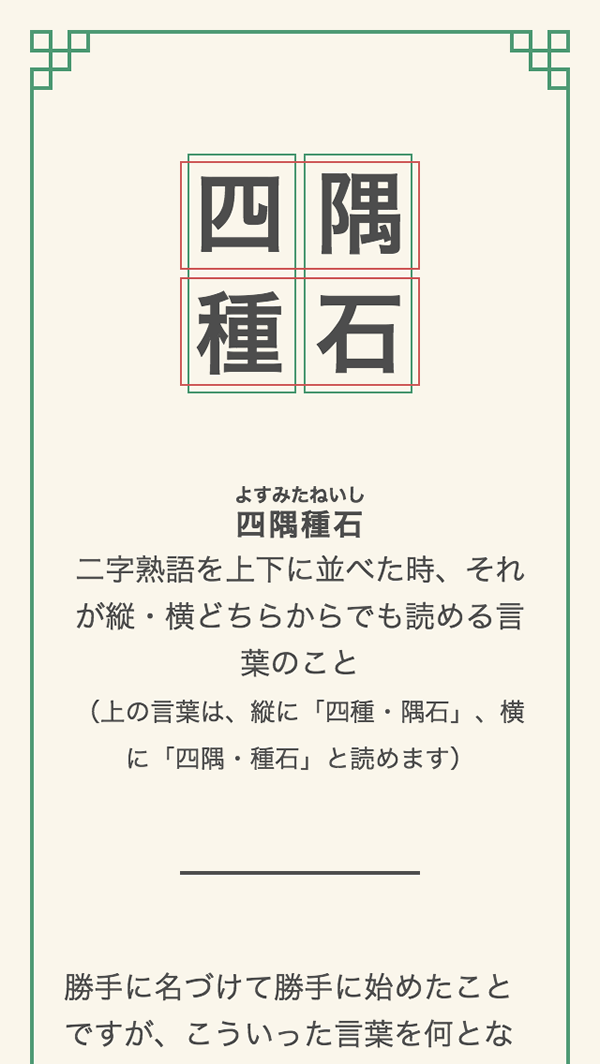 四隅
種石
よすみたねいし
四隅種石
二字熟語を上下に並べた時、それ
が縦・横どちらからでも読める言
葉のこと
（上の言葉は、縦に「四種・隅石」、横
に「四隅・種石」と読めます）
勝手に名づけて勝手に始めたこと
ですが、こういった言葉を何とな